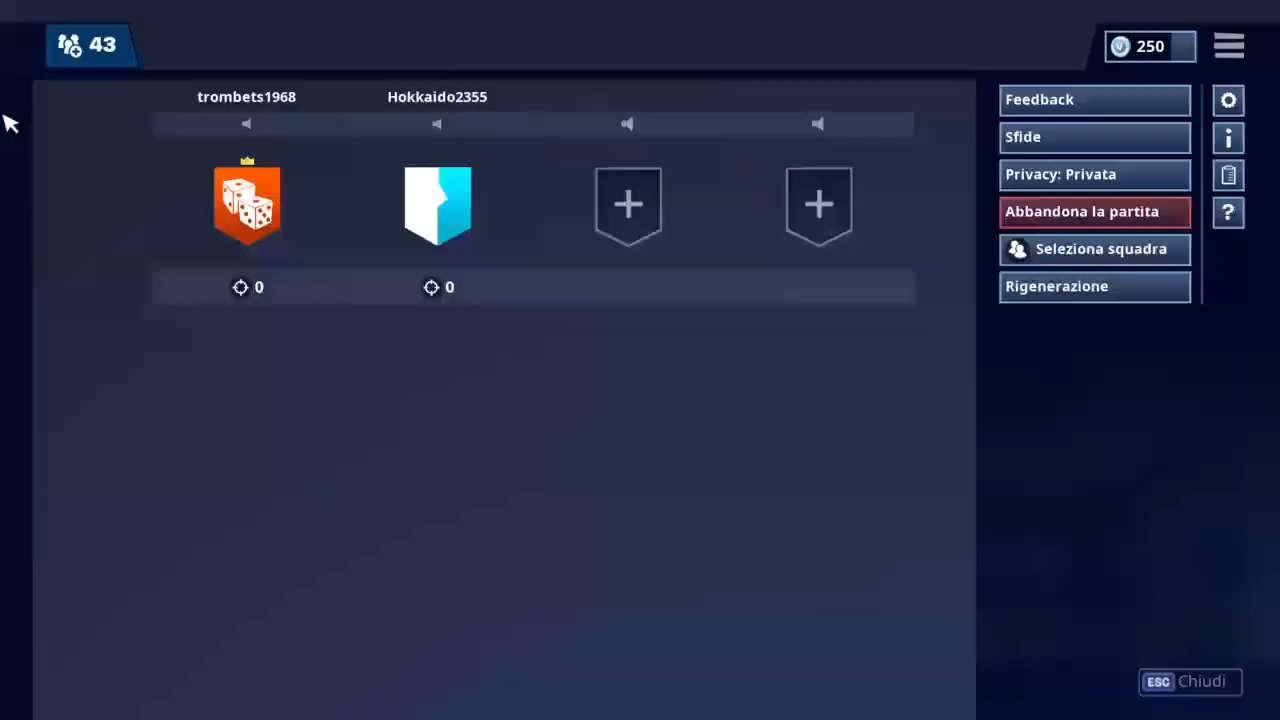 43
250
trombets1968
Hokkaido2355
0
0
Feedback
Sfide
Privacy: Privata
Abbandona la partita
Seleziona squadra
Rigenerazione
i
?
ESC Chiudi